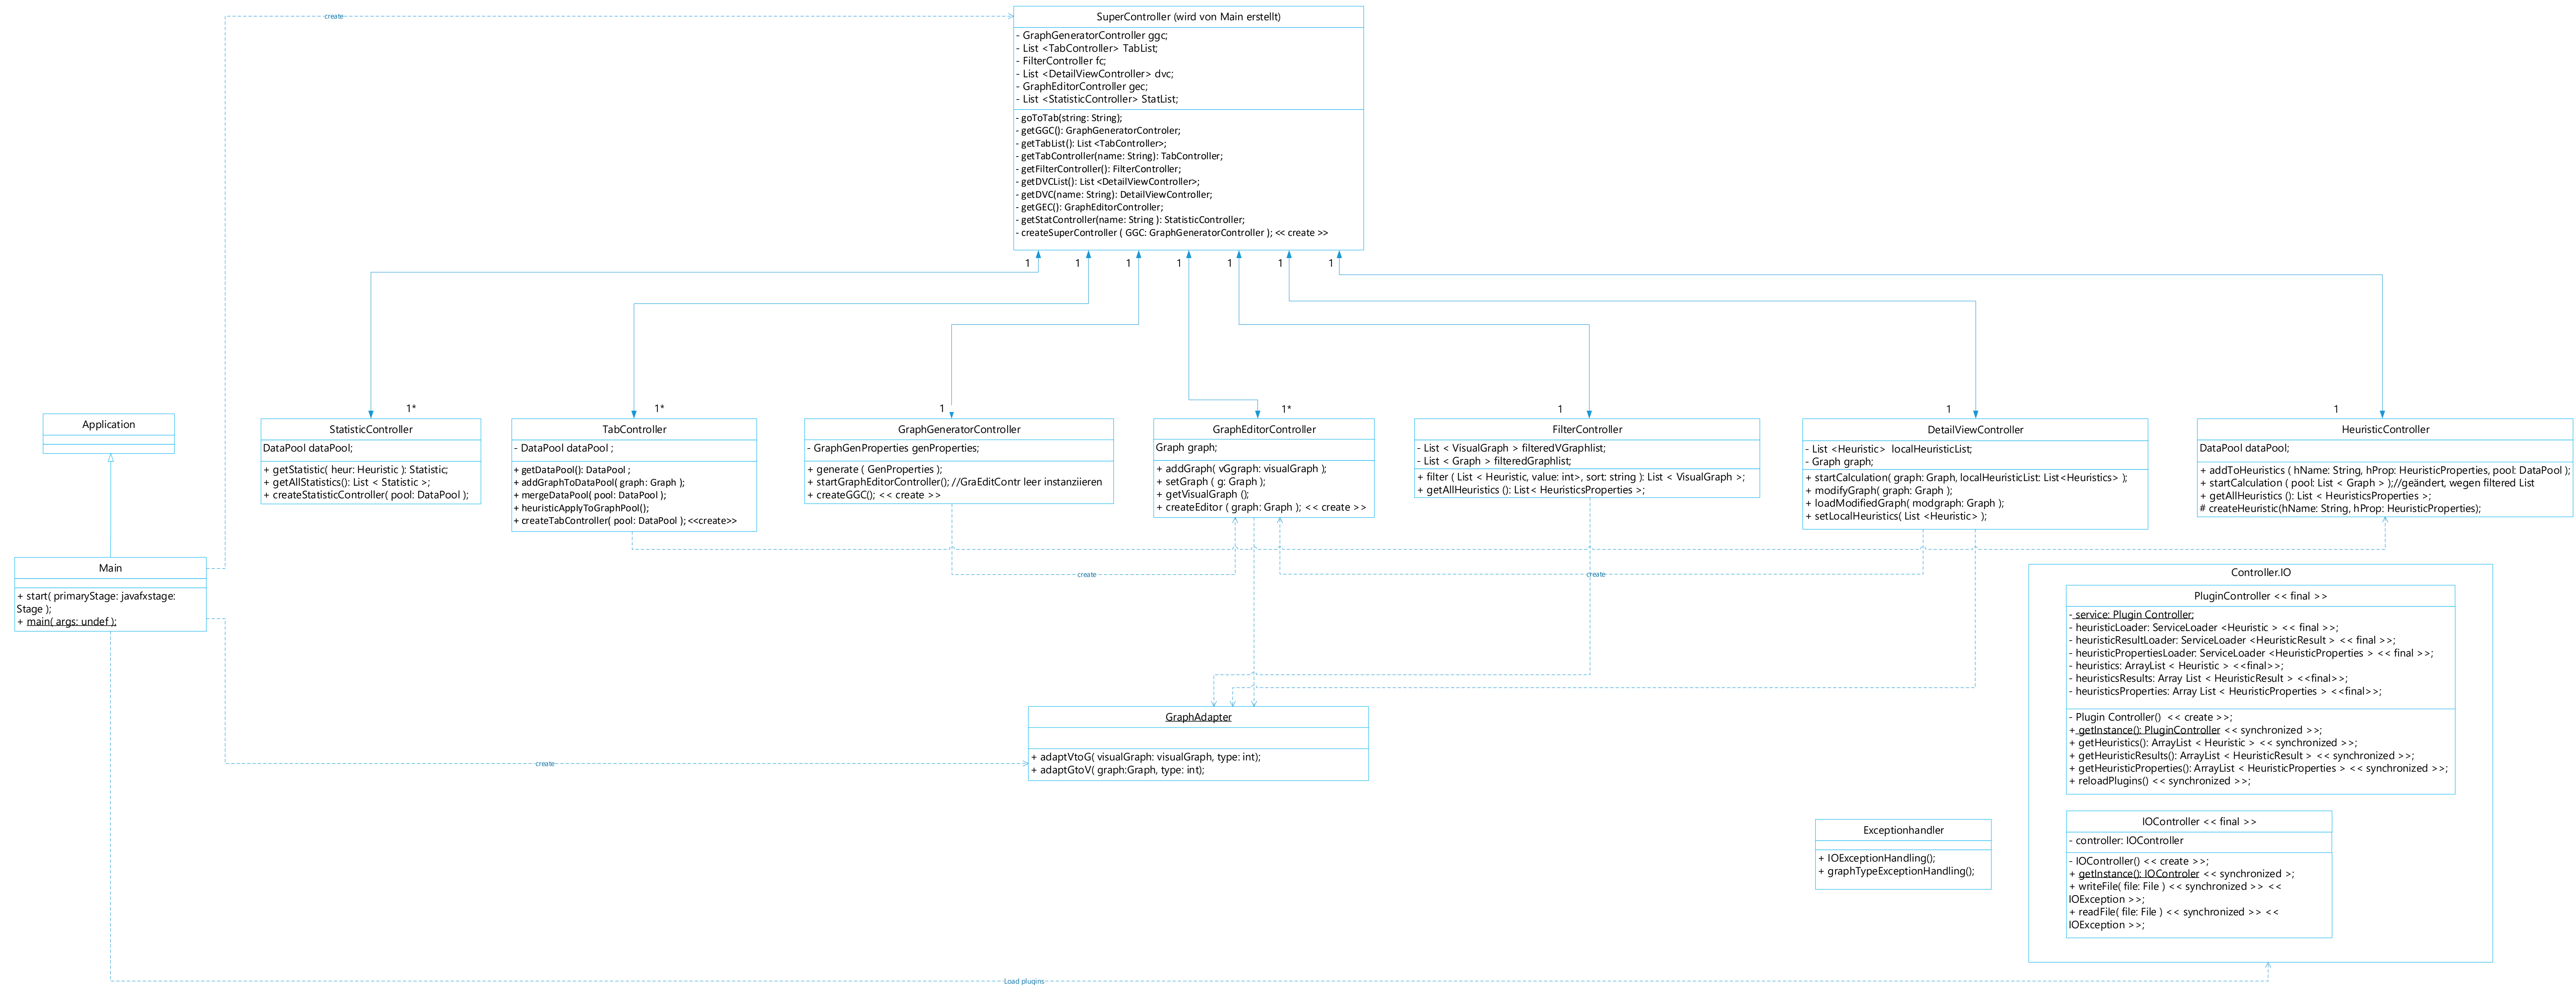 create
SuperController (wird von Main erstellt)
- GraphGeneratorController ggc;
- List <TabController> TabList;
- FilterController fc;
- List <DetailViewController> dvc;
- GraphEditorController gec;
- List <StatisticController> StatList;
- goToTab(string: String);
- getGGC(): GraphGeneratorControler;
- getTabList(): List <TabController>;
- getTabController(name: String): TabController;
- getFilterController(): FilterController;
- getDVCList(): List <DetailViewController>;
- getDVC(name: String): DetailViewController;
- getGEC(): GraphEditorController;
- getStatController(name: String ): StatisticController;
- createSuperController ( GGC: GraphGeneratorController ); << create >>
1 1 1 1 1 1 1
1* 1* 1 1* 1 1 1
Application
StatisticController
DataPool dataPool;
+ getStatistic( heur: Heuristic ): Statistic;
+ getAllStatistics(): List < Statistic >;
+ createStatisticController( pool: DataPool );
TabController
- DataPool dataPool ;
+ getDataPool(): DataPool ;
+ addGraphToDataPool( graph: Graph );
+ mergeDataPool( pool: DataPool );
+ heuristicApplyToGraphPool();
+ createTabController( pool: DataPool ); <<create>>
GraphGeneratorController
- GraphGenProperties genProperties;
+ generate ( GenProperties );
+ startGraphEditorController(); //GraEditContr leer instanziieren
+ createGGC(); << create >>
GraphEditorController
Graph graph;
+ addGraph( vGgraph: visualGraph );
+ setGraph ( g: Graph );
+ getVisualGraph ();
+ createEditor ( graph: Graph ); << create >>
FilterController
- List < VisualGraph > filteredVGraphlist;
- List < Graph > filteredGraphlist;
+ filter ( List < Heuristic, value: int>, sort: string ): List < VisualGraph >;
+ getAllHeuristics (): List< HeuristicsProperties >;
DetailViewController
- List <Heuristic> localHeuristicList;
- Graph graph;
+ startCalculation( graph: Graph, localHeuristicList: List<Heuristics> );
+ modifyGraph( graph: Graph );
+ loadModifiedGraph( modgraph: Graph );
+ setLocalHeuristics( List <Heuristic> );
HeuristicController
DataPool dataPool;
+ addToHeuristics ( hName: String, hProp: HeuristicProperties, pool: DataPool );
+ startCalculation ( pool: List < Graph > );//geändert, wegen filtered List
+ getAllHeuristics (): List < HeuristicsProperties >;
# createHeuristic(hName: String, hProp: HeuristicProperties);
Main
+ start( primaryStage: javafxstage:
Stage );
+ main( args: undef );
create
create
Controller.IO
PluginController << final >>
- service: Plugin Controller;
- heuristicLoader: ServiceLoader <Heuristic > << final >>;
- heuristicResultLoader: ServiceLoader <HeuristicResult > << final >>;
- heuristicPropertiesLoader: ServiceLoader <HeuristicProperties > << final >>;
- heuristics: ArrayList < Heuristic > <<final>>;
- heuristicsResults: Array List < HeuristicResult > <<final>>;
- heuristicsProperties: Array List < HeuristicProperties > <<final>>;
- Plugin Controller() << create >>;
+ getInstance(): PluginController << synchronized >>;
+ getHeuristics(): ArrayList < Heuristic > << synchronized >>;
+ getHeuristicResults(): ArrayList < HeuristicResult > << synchronized >>;
+ getHeuristicProperties(): ArrayList < HeuristicProperties > << synchronized >>;
+ reloadPlugins() << synchronized >>;
GraphAdapter
+ adaptVtoG( visualGraph: visualGraph, type: int);
+ adaptGtoV( graph:Graph, type: int);
create
Exceptionhandler
+ IOExceptionHandling();
+ graphTypeExceptionHandling();
IOController << final >>
- controller: IOController
- IOController() << create >>;
+ getInstance(): IOControler << synchronized >;
+ writeFile( file: File ) << synchronized >> <<
IOException >>;
+ readFile( file: File ) << synchronized >> <<
IOException >>;
Load plugins